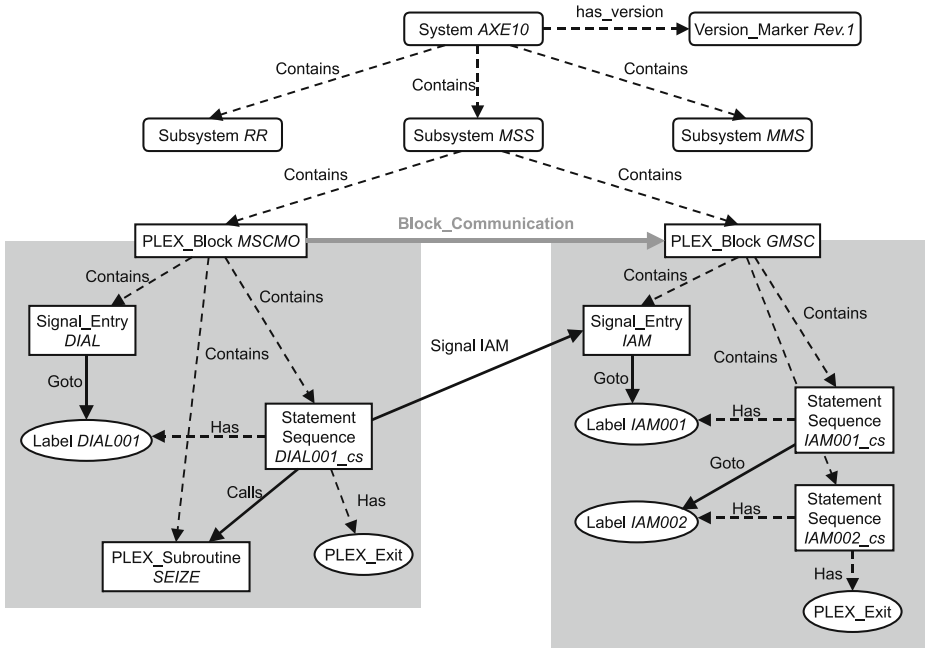 has_version
System AXE10
Version_Marker Rev.1
Contains
Contains
Contains
Subsystem RR
Subsystem MSS
Subsystem MMS
Contains
Contains
Block_Communication
PLEX_Block MSCMO
PLEX_Block GMSC
Contains
Contains
Contains
Signal_Entry
DIAL
Contains
Goto
Label DIAL001
Has
Statement
Sequence
DIAL001_cs
Calls
Has
PLEX_Subroutine
SEIZE
PLEX_Exit
Signal IAM
Contains
Signal_Entry
IAM
Contains
Contains
Goto
Label IAM001
Has
Statement
Sequence
IAM001_cs
Goto
Label IAM002
Has
Statement
Sequence
IAM002_cs
Has
PLEX_Exit